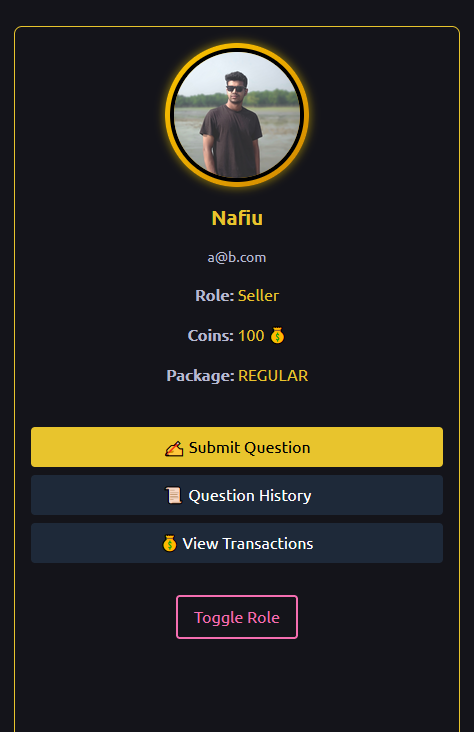 Nafiu
a@b.com
Role: Seller
Coins: 100 💰
Package: REGULAR
✍️ Submit Question
📜 Question History
💰 View Transactions
Toggle Role